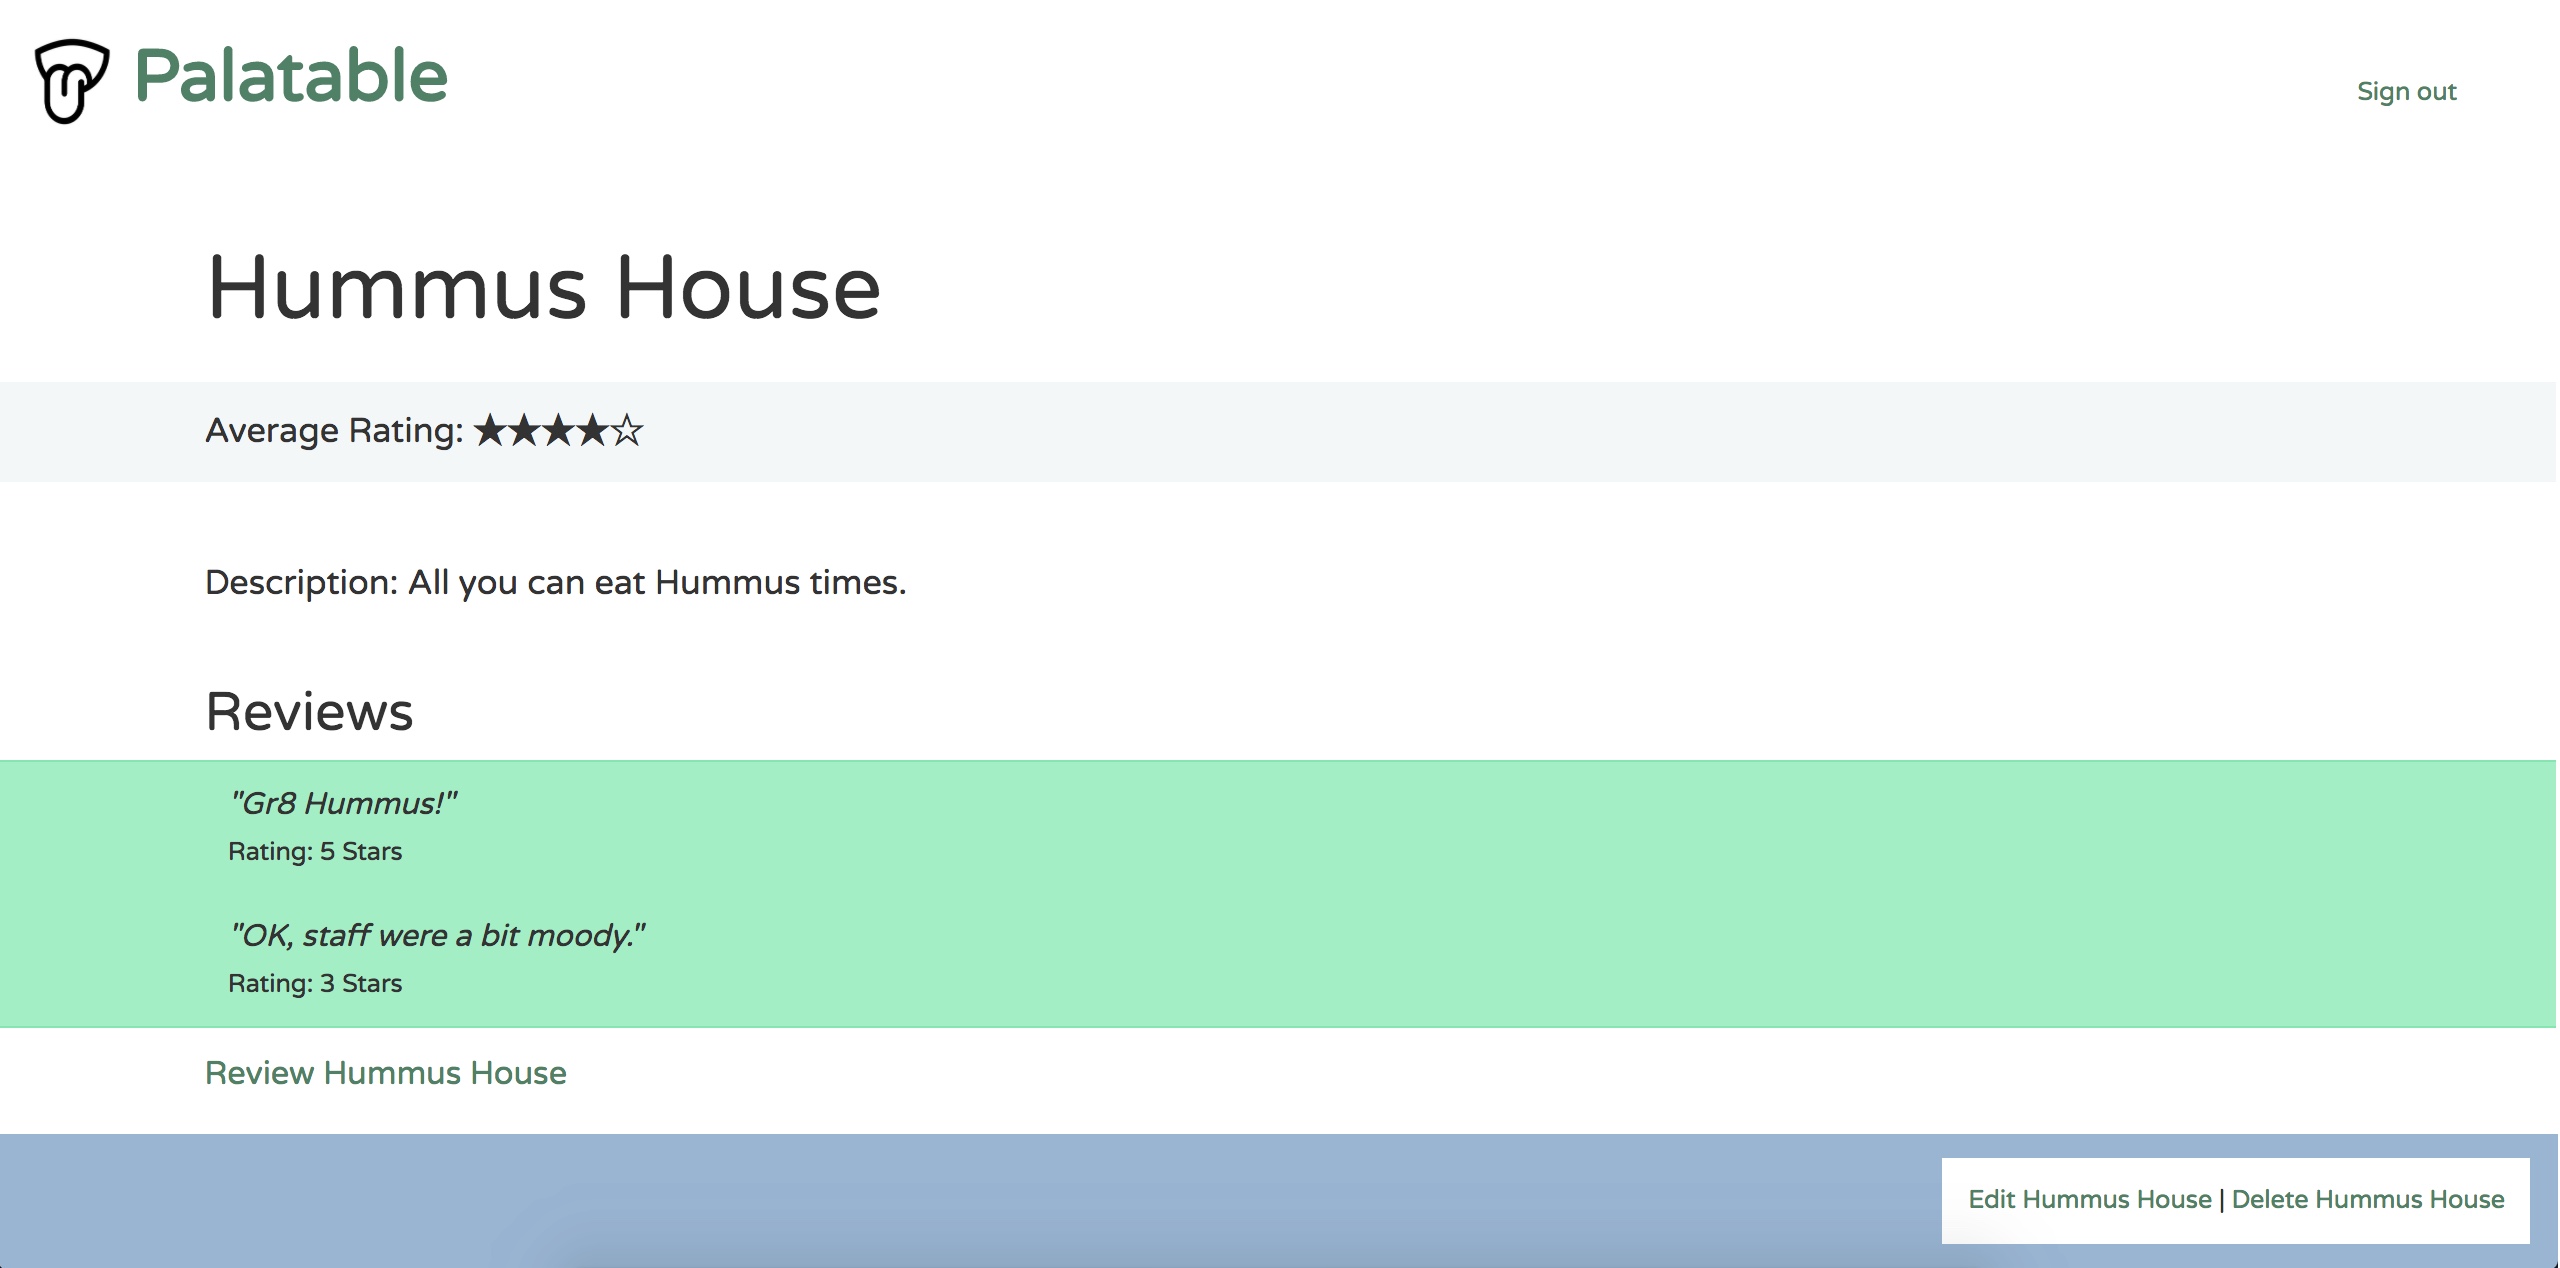 Palatable
Sign out
Hummus House
Average Rating: ★★★★☆
Description: All you can eat Hummus times.
Reviews
"Gr8 Hummus!"
Rating: 5 Stars
"OK, staff were a bit moody."
Rating: 3 Stars
Review Hummus House
Edit Hummus House | Delete Hummus House